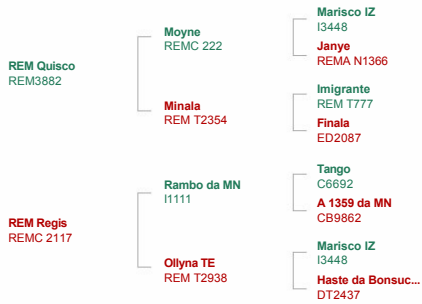 Marisco IZ
I3448
Moyne
REMC 222
Janye
REMA N1366
REM Quisco
REM3882
Imigrante
REM T777
Minala
REM T2354
Finala
ED2087
Tango
C6692
Rambo da MN
I1111
A 1359 da MN
CB9862
REM Regis
REMC 2117
Marisco IZ
I3448
Ollyna TE
REM T2938
Haste da Bonsuc...
DT2437